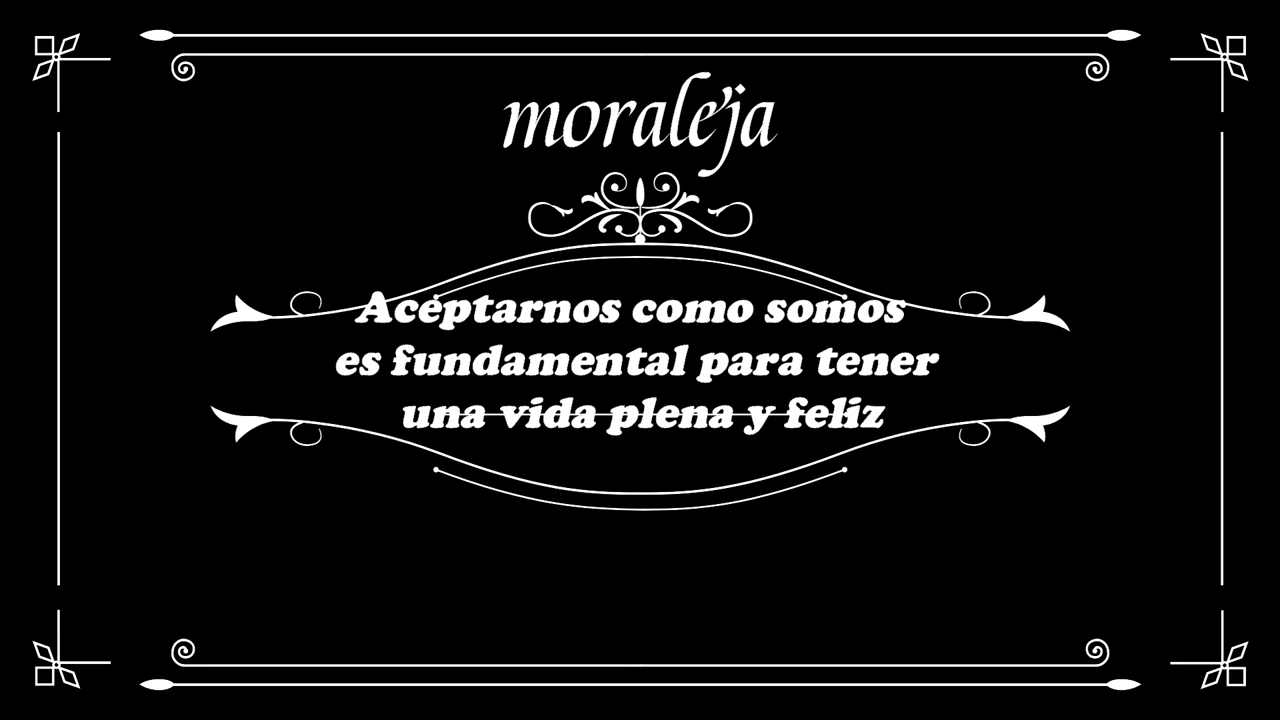 moraleja
Aceptarnos como somos
es fundamental para tener
una vida plena y feliz